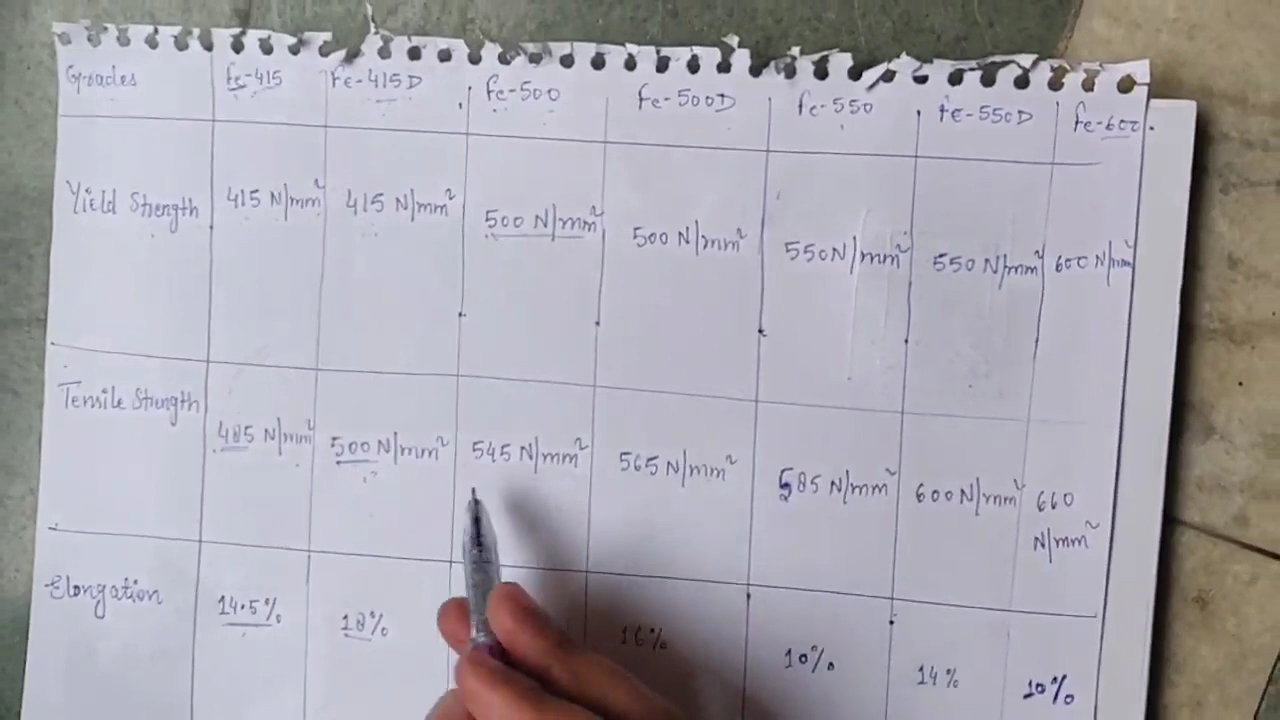 Grades Fe-415 Fe-415D Fe-500 Fe-500D Fe-550 Fe-550D Fe-600
Yield Strength 415 N/mm² 415 N/mm² 500 N/mm² 500 N/mm² 550N/mm² 550 N/mm² 600 N/mm²
Tensile Strength 485 N/mm² 500 N/mm² 545 N/mm² 565 N/mm² 585 N/mm² 600 N/mm² 660
N/mm²
Elongation 14.5% 18% 16% 10% 14% 10%